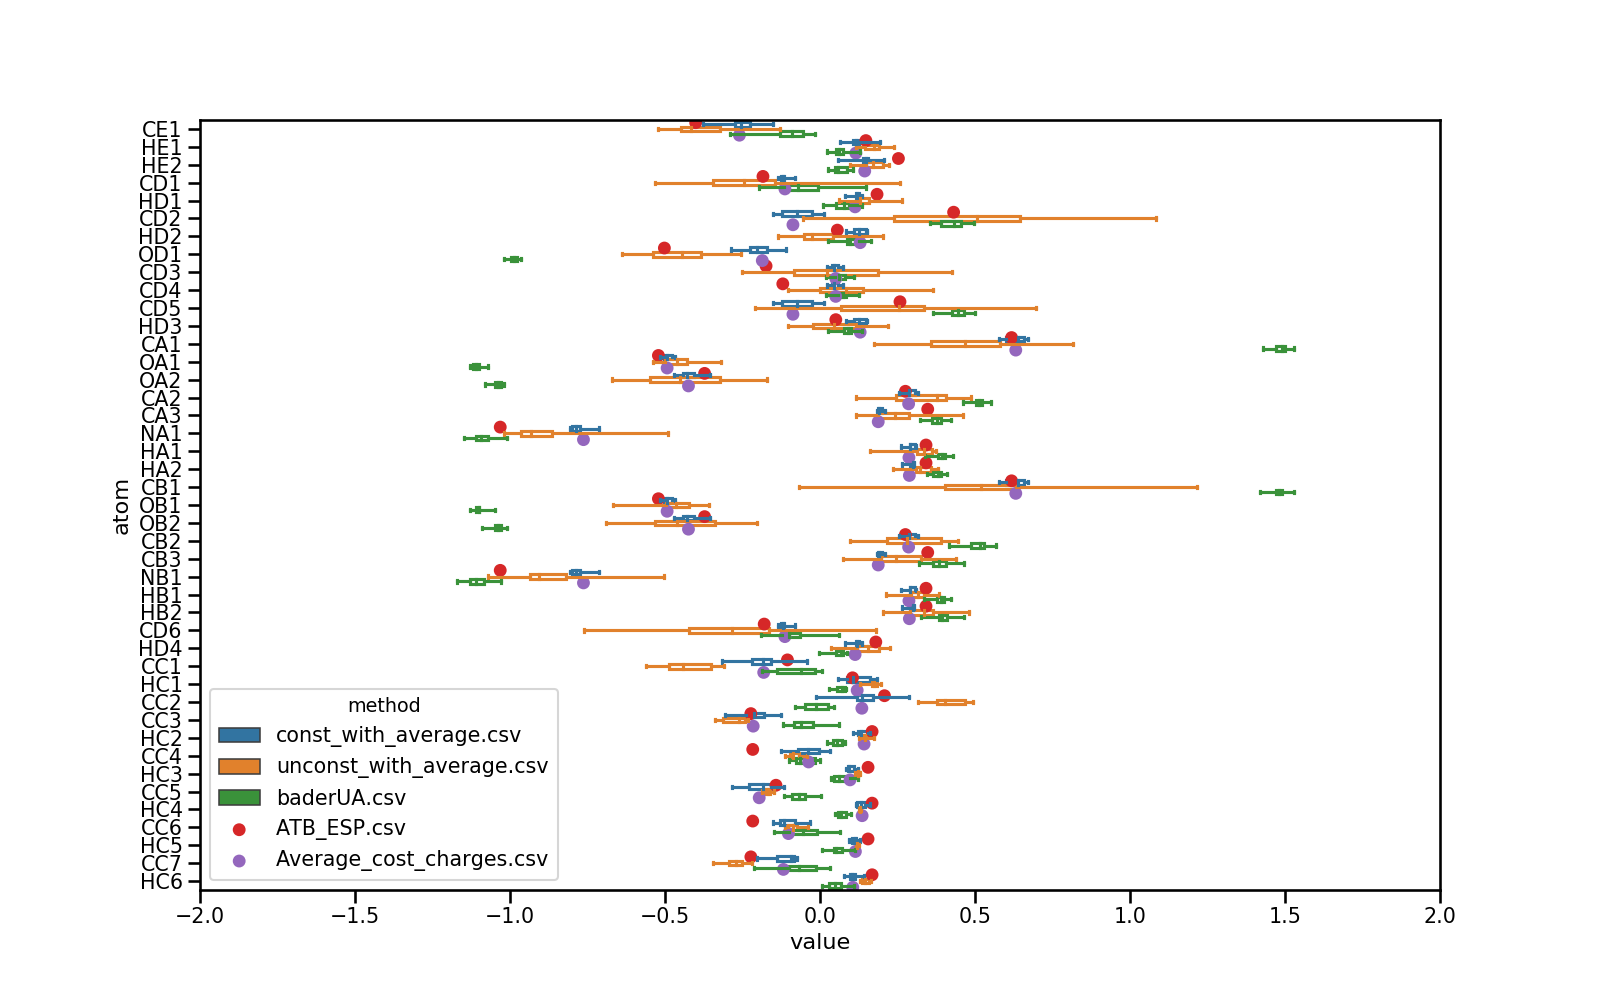 CE1
HE1
HE2
CD1
HD1
CD2
HD2
OD1
CD3
CD4
CD5
HD3
CA1
OA1
OA2
CA2
CA3
NA1
HA1
HA2
CB1
OB1
OB2
CB2
CB3
NB1
HB1
HB2
CD6
HD4
CC1
HC1
CC2
CC3
HC2
CC4
HC3
CC5
HC4
CC6
HC5
CC7
HC6
atom
method
const_with_average.csv
unconst_with_average.csv
baderUA.csv
ATB_ESP.csv
Average_cost_charges.csv
−2.0 −1.5 −1.0 −0.5 0.0 0.5 1.0 1.5 2.0
value